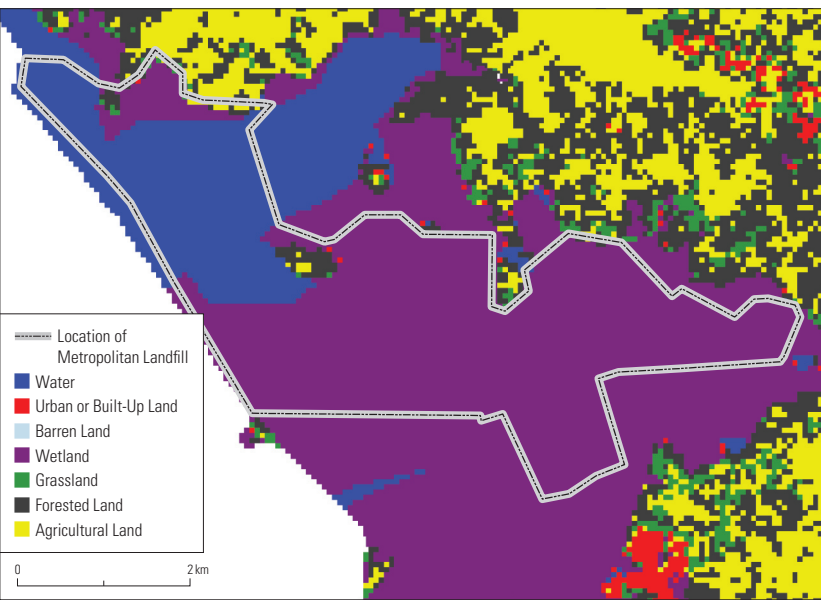 Location of
Metropolitan Landfill
Water
Urban or Built-Up Land
Barren Land
Wetland
Grassland
Forested Land
Agricultural Land
0 2 km